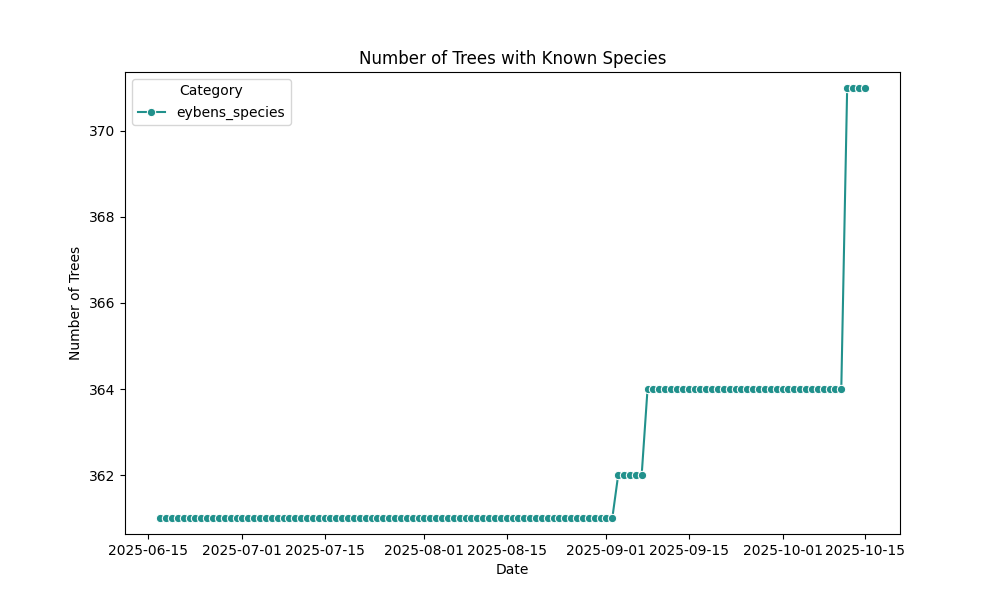 Number of Trees with Known Species
Category
eybens_species
Number of Trees
370
368
366
364
362
2025-06-15 2025-07-01 2025-07-15 2025-08-01 2025-08-15 2025-09-01 2025-09-15 2025-10-01 2025-10-15
Date